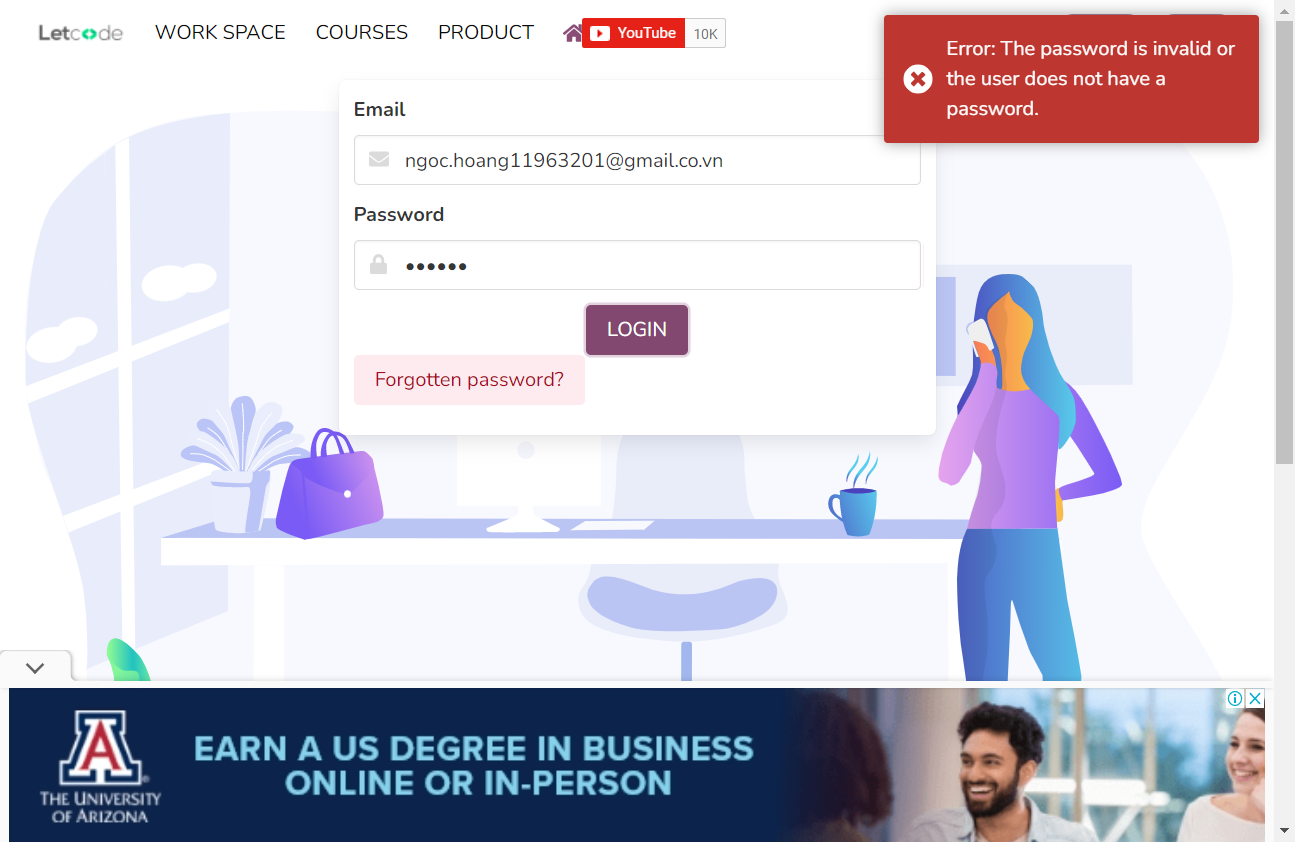 Letcode WORK SPACE COURSES PRODUCT YouTube 10K
Error: The password is invalid or
the user does not have a
password.
Email
ngoc.hoang11963201@gmail.co.vn
Password
••••••
LOGIN
Forgotten password?
A
THE UNIVERSITY
OF ARIZONA
EARN A US DEGREE IN BUSINESS
ONLINE OR IN-PERSON